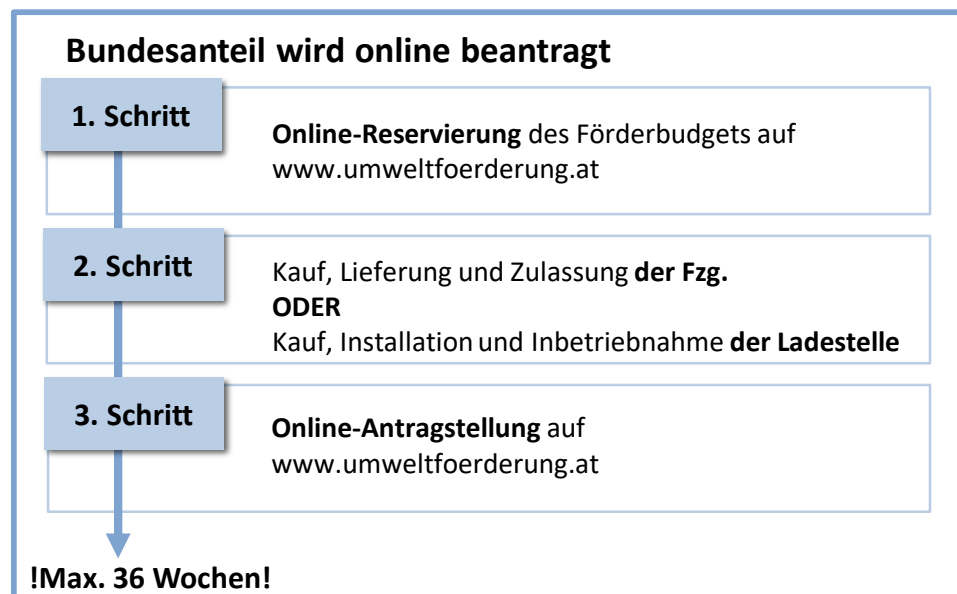 Bundesanteil wird online beantragt
1. Schritt
Online-Reservierung des Förderbudgets auf
www.umweltfoerderung.at
2. Schritt
Kauf, Lieferung und Zulassung der Fzg.
ODER
Kauf, Installation und Inbetriebnahme der Ladestelle
3. Schritt
Online-Antragstellung auf
www.umweltfoerderung.at
!Max. 36 Wochen!